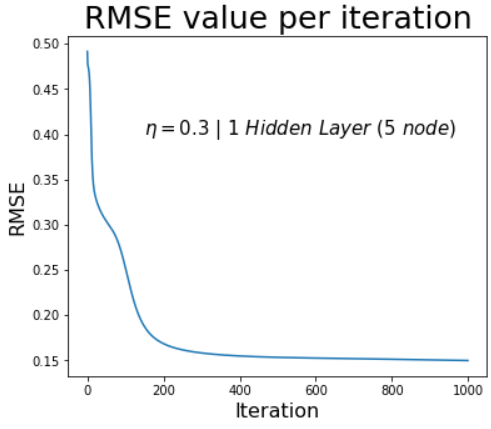 RMSE value per iteration
0.50
0.45
0.40
0.35
0.30
0.25
0.20
0.15
RMSE
η = 0.3 | 1 Hidden Layer (5 node)
0 200 400 600 800 1000
Iteration